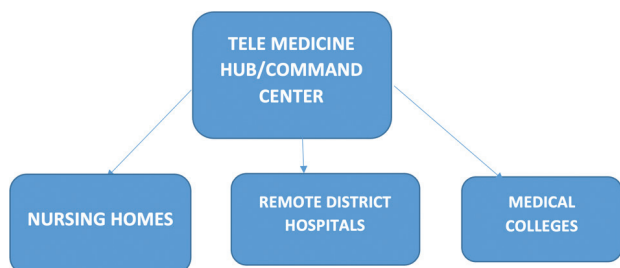 TELE MEDICINE
HUB/COMMAND
CENTER
NURSING HOMES
REMOTE DISTRICT
HOSPITALS
MEDICAL
COLLEGES